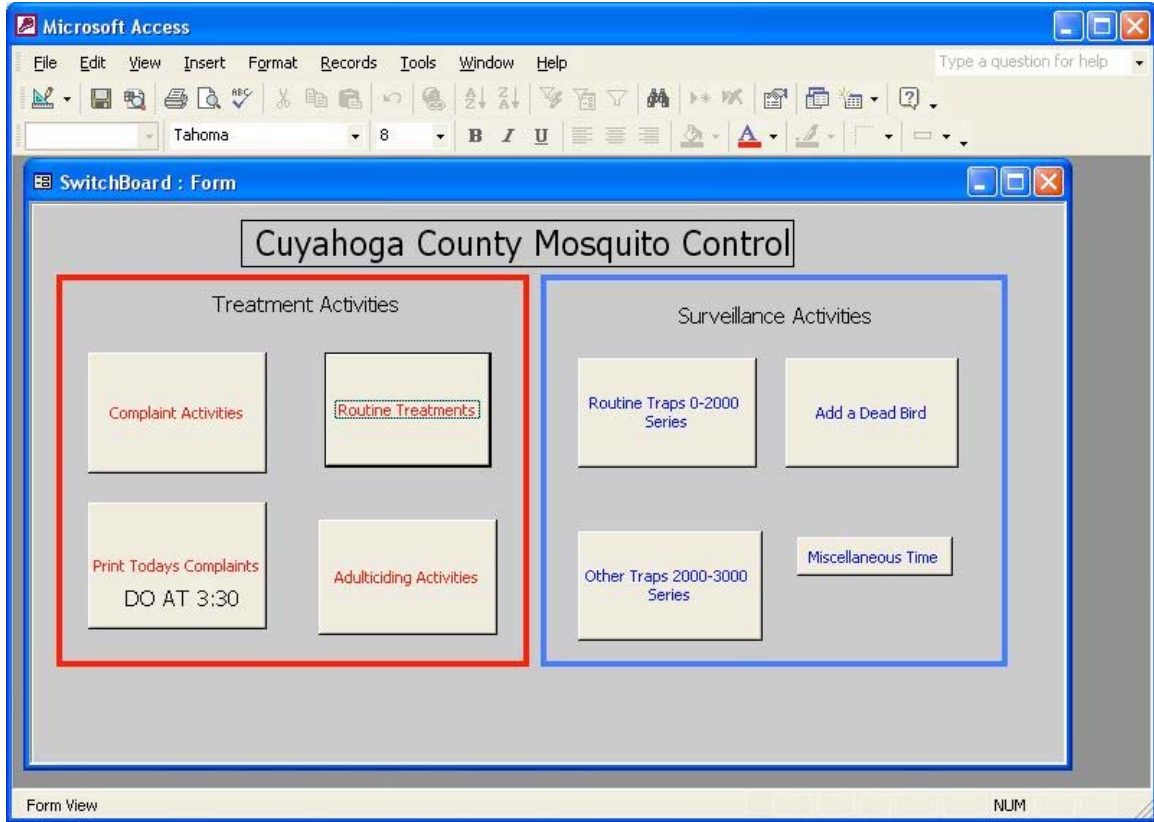 Microsoft Access
File Edit View Insert Format Records Tools Window Help
Type a question for help
Tahoma 8 B I U A
SwitchBoard : Form
Cuyahoga County Mosquito Control
Treatment Activities
Complaint Activities
Routine Treatments
Print Todays Complaints
DO AT 3:30
Adulticiding Activities
Surveillance Activities
Routine Traps 0-2000
Series
Add a Dead Bird
Other Traps 2000-3000
Series
Miscellaneous Time
Form View
NUM